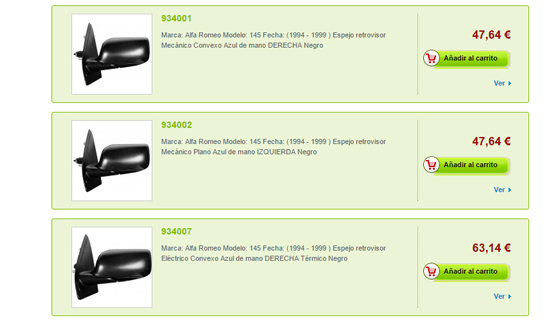 934001
Marca: Alfa Romeo Modelo: 145 Fecha: (1994 - 1999 ) Espejo retrovisor
Mecánico Convexo Azul de mano DERECHA Negro
47,64 €
Añadir al carrito
Ver
934002
Marca: Alfa Romeo Modelo: 145 Fecha: (1994 - 1999 ) Espejo retrovisor
Mecánico Plano Azul de mano IZQUIERDA Negro
47,64 €
Añadir al carrito
Ver
934007
Marca: Alfa Romeo Modelo: 145 Fecha: (1994 - 1999 ) Espejo retrovisor
Eléctrico Convexo Azul de mano DERECHA Térmico Negro
63,14 €
Añadir al carrito
Ver